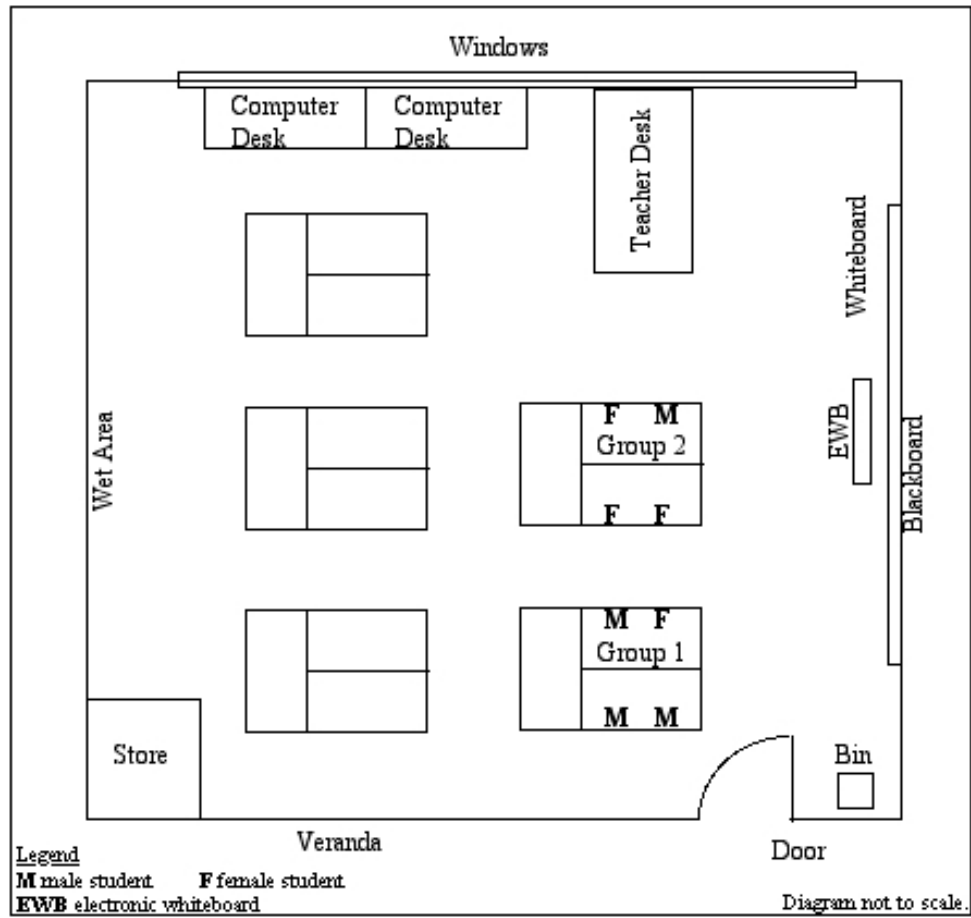 Windows
Computer
Desk
Computer
Desk
Teacher Desk
Whiteboard
EWB
Blackboard
Wet Area
F M
Group 2
F F
M F
Group 1
M M
Store
Bin
Veranda
Door
Legend
M male student F female student
EWB electronic whiteboard
Diagram not to scale.